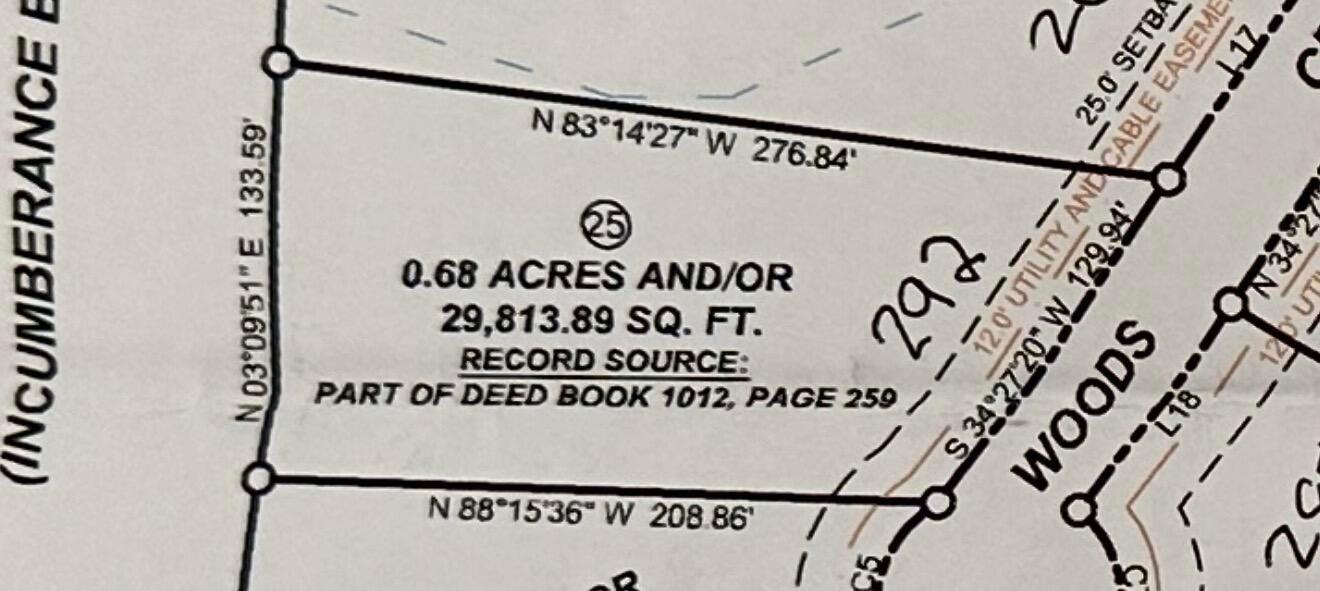 (INCUMBERANCE
N 83°14'27" W 276.84'
N 03°09'51" E 133.59'
25
0.68 ACRES AND/OR
29,813.89 SQ. FT.
RECORD SOURCE:
PART OF DEED BOOK 1012, PAGE 259
N 88°15'36" W 208.86'
292
25.0' SETBA
12.0' UTILITY AND CABLE EASEME
S 34°27'20" W 129.94'
L17
WOODS
L18
N 34°27'
12.0' UTI
C5
OR